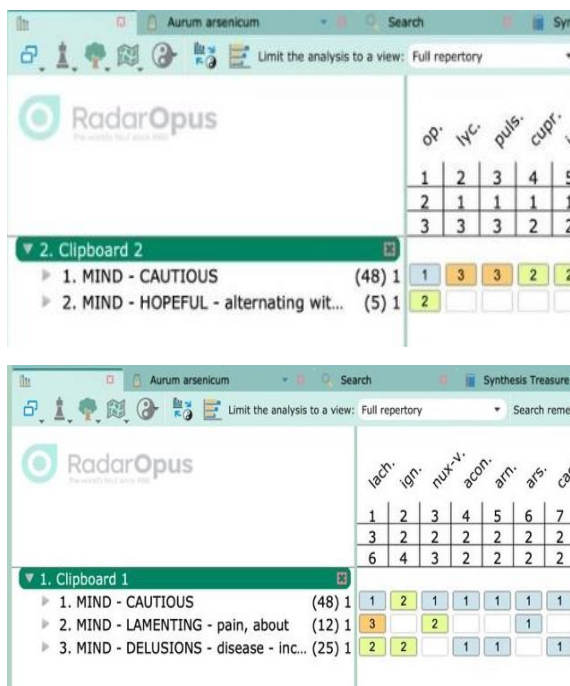 Aurum arsenicum Search Syn
Limit the analysis to a view: Full repertory
RadarOpus
op. lyc. puls. cupr.
1 2 3 4 5
2 1 1 1 1
3 3 3 2 2
2. Clipboard 2
1. MIND - CAUTIOUS (48) 1 1 3 3 2 2
2. MIND - HOPEFUL - alternating wit... (5) 1 2
Aurum arsenicum Search Synthesis Treasure
Limit the analysis to a view: Full repertory Search reme
RadarOpus
lach. ign. nux-v. acon. arn. ars.
1 2 3 4 5 6 7
3 2 2 2 2 2 2
6 4 3 2 2 2 2
1. Clipboard 1
1. MIND - CAUTIOUS (48) 1 1 2 1 1 1 1 1
2. MIND - LAMENTING - pain, about (12) 1 3 2 1
3. MIND - DELUSIONS - disease - inc... (25) 1 2 2 1 1 1